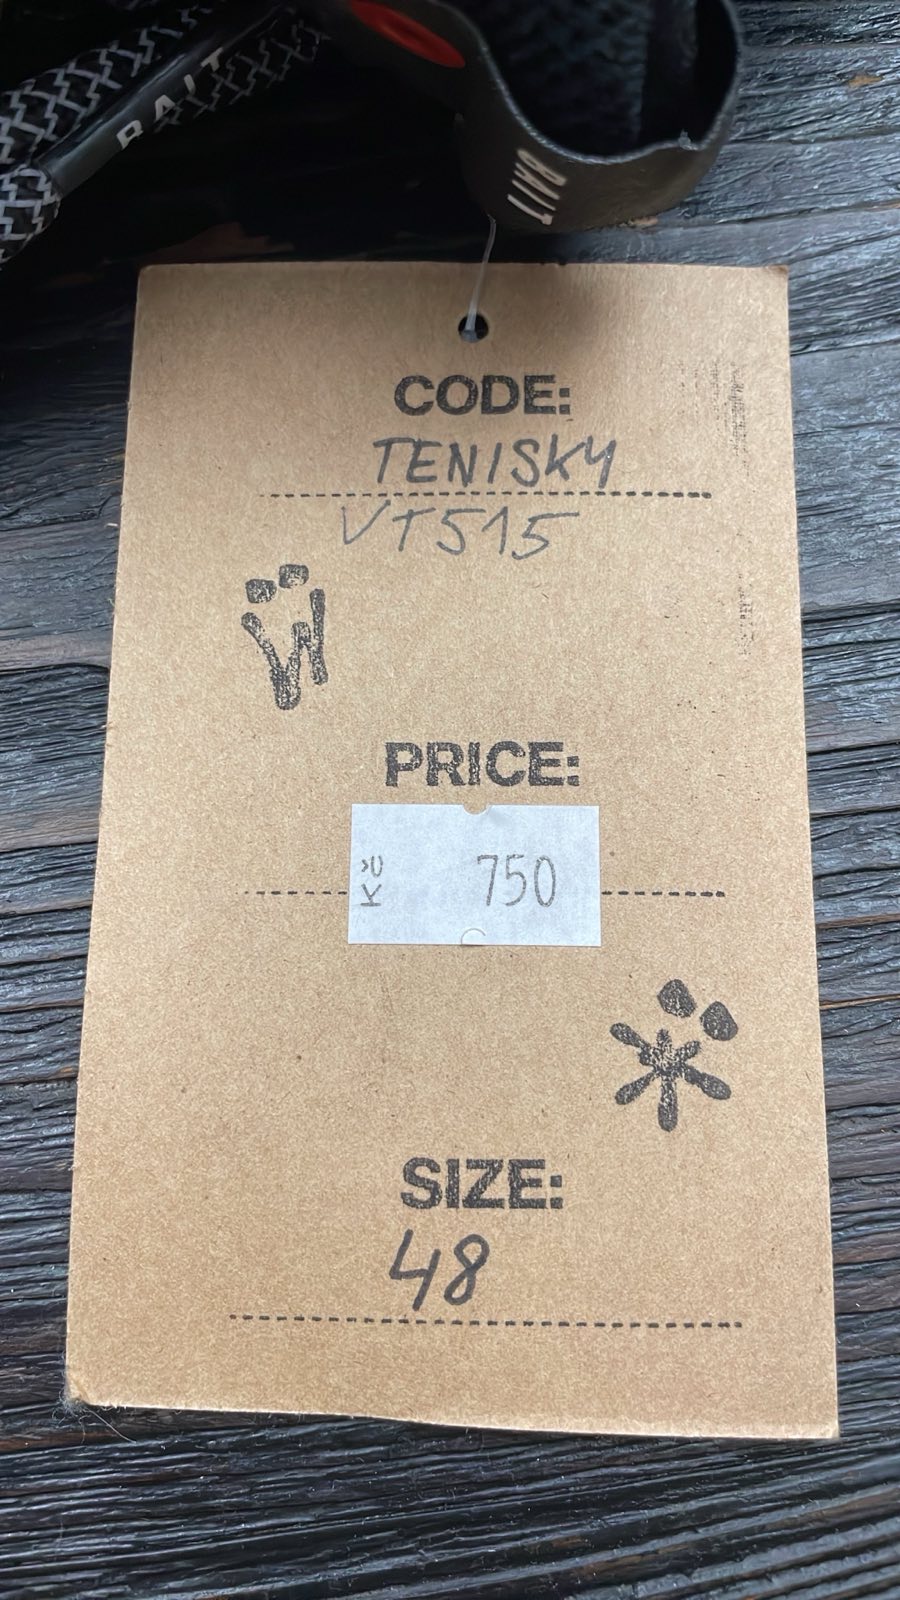 BAIT
BAIT
CODE:
TENISKY
VT515
PRICE:
Kč 750
SIZE:
48